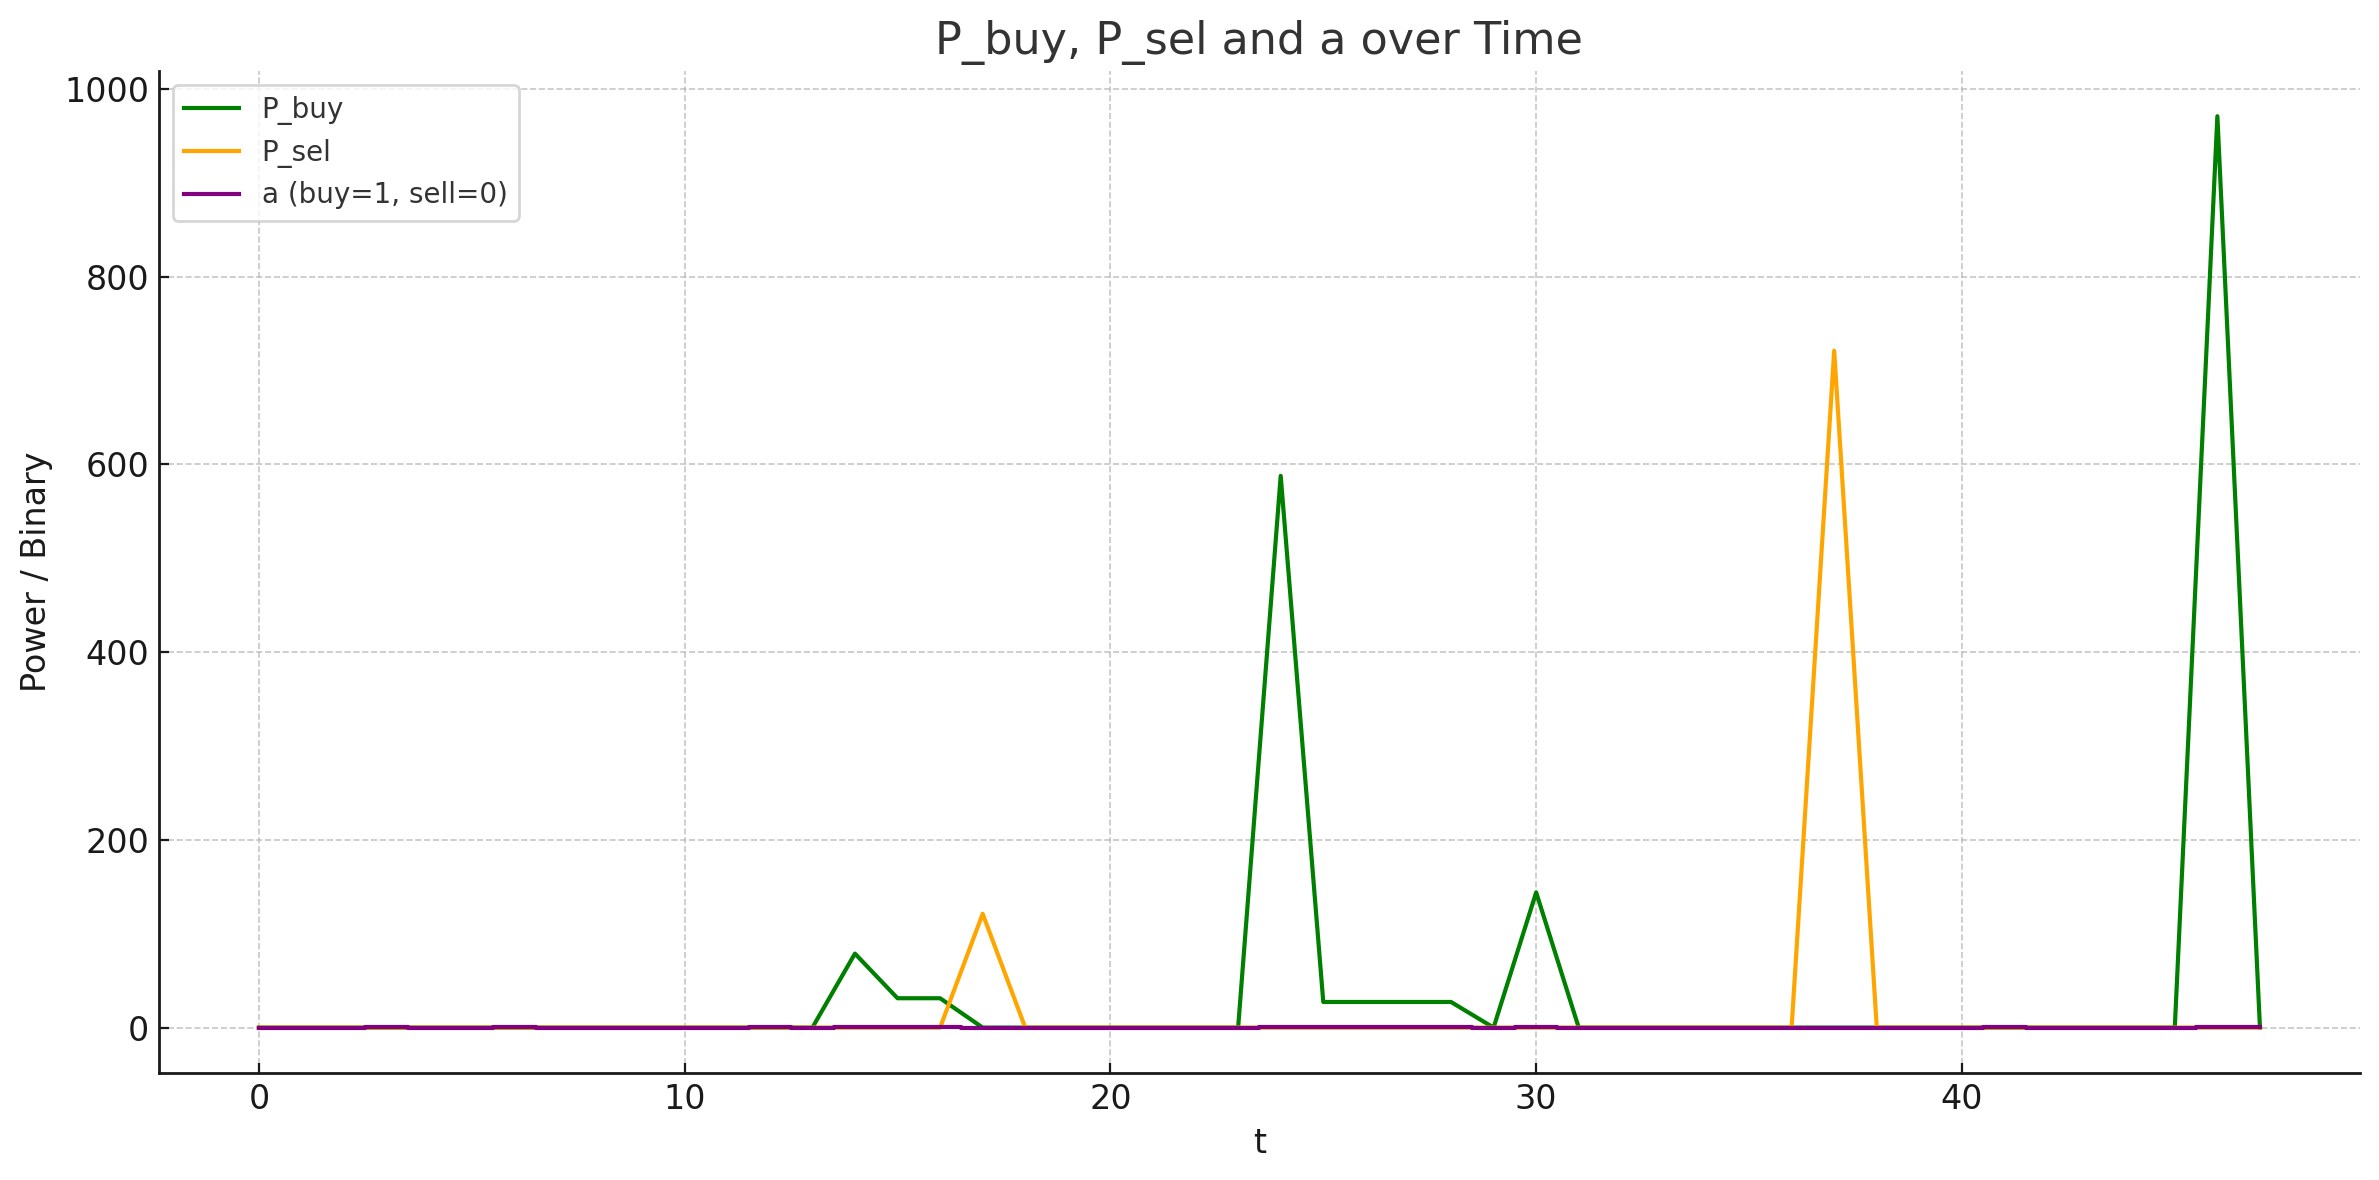 P_buy, P_sel and a over Time
P_buy
P_sel
a (buy=1, sell=0)
Power / Binary
1000
800
600
400
200
0
0 10 20 30 40
t